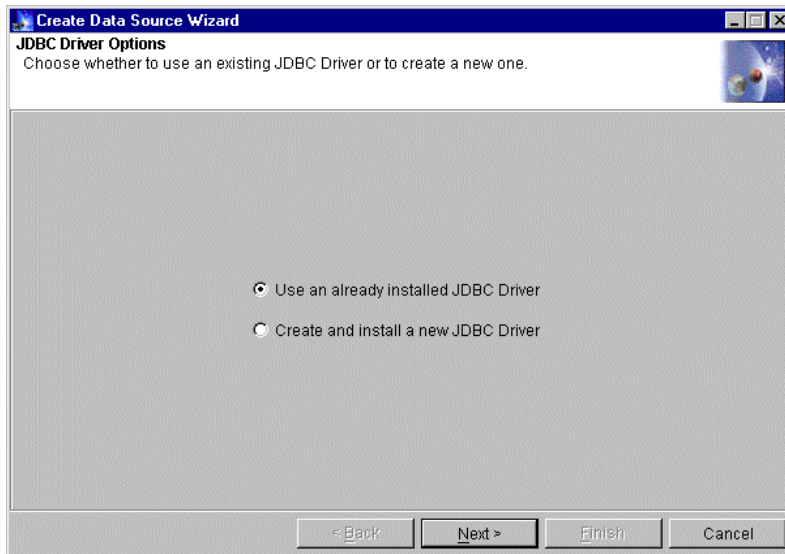 Create Data Source Wizard
JDBC Driver Options
Choose whether to use an existing JDBC Driver or to create a new one.
Use an already installed JDBC Driver
Create and install a new JDBC Driver
< Back Next > Finish Cancel